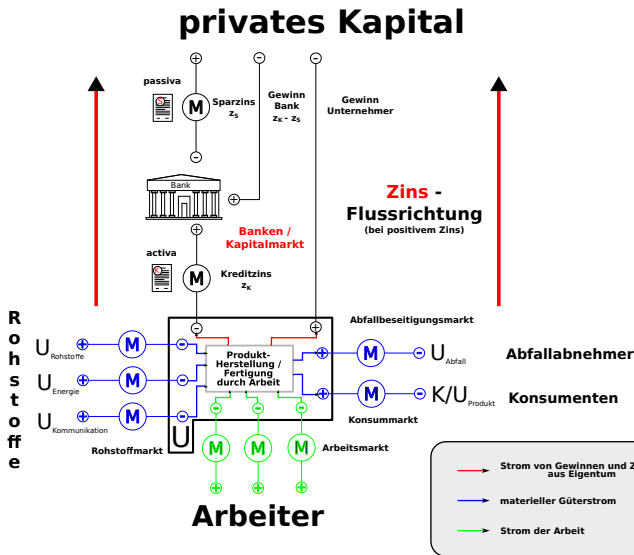 privates Kapital
passiva
S
M
Sparzins
zS
Gewinn
Bank
zK - zS
Gewinn
Unternehmer
Bank
Zins -
Flussrichtung
(bei positivem Zins)
Banken /
Kapitalmarkt
activa
K
M
Kreditzins
zK
Rohstoffe
URohstoffe
M
UEnergie
M
UKommunikation
M
Rohstoffmarkt
U
Produkt-
Herstellung /
Fertigung
durch Arbeit
Abfallbeseitigungsmarkt
M
UAbfall
Abfallabnehmer
M
K/UProdukt
Konsumenten
Konsummarkt
M
M
M
Arbeitsmarkt
Arbeiter
Strom von Gewinnen und Z
aus Eigentum
materieller Güterstrom
Strom der Arbeit